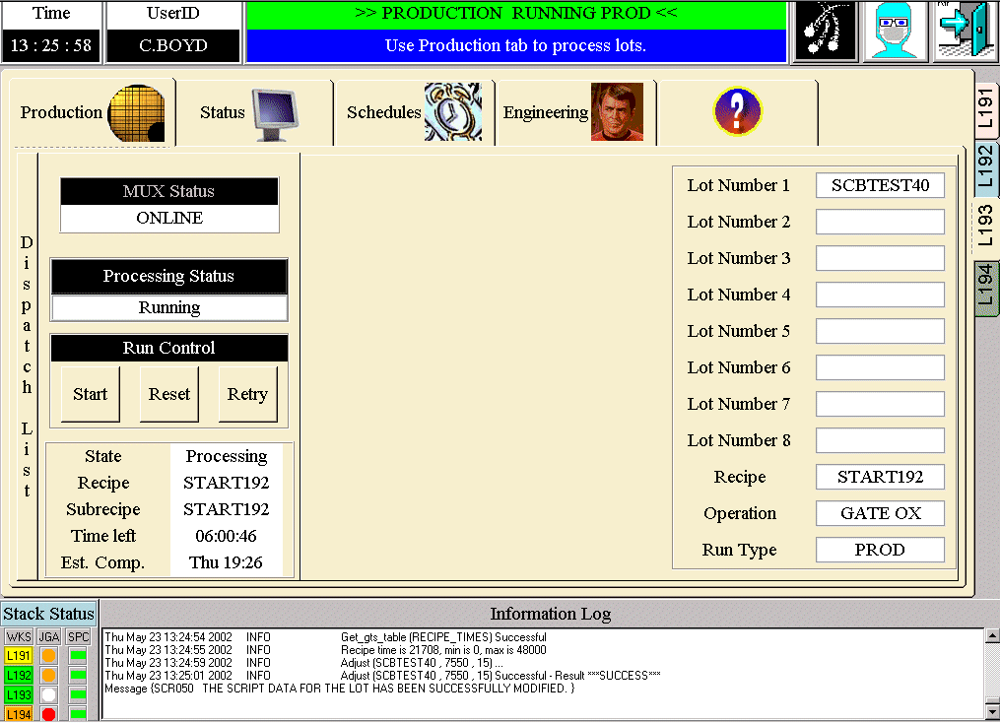 Time
UserID
>> PRODUCTION RUNNING PROD <<
13 : 25 : 58
C.BOYD
Use Production tab to process lots.
Production
Status
Schedules
Engineering
?
L191
L192
L193
L194
Dispatch List
MUX Status
ONLINE
Processing Status
Running
Run Control
Start
Reset
Retry
State Processing
Recipe START192
Subrecipe START192
Time left 06:00:46
Est. Comp. Thu 19:26
Lot Number 1 SCBTEST40
Lot Number 2
Lot Number 3
Lot Number 4
Lot Number 5
Lot Number 6
Lot Number 7
Lot Number 8
Recipe START192
Operation GATE OX
Run Type PROD
Stack Status
WKS JGA SPC
L191
L192
L193
L194
Information Log
Thu May 23 13:24:54 2002 INFO Get_gts_table (RECIPE_TIMES) Successful
Thu May 23 13:24:55 2002 INFO Recipe time is 21708, min is 0, max is 48000
Thu May 23 13:24:59 2002 INFO Adjust (SCBTEST40 , 7550 , 15) ...
Thu May 23 13:25:01 2002 INFO Adjust (SCBTEST40 , 7550 , 15) Successful - Result ***SUCCESS***
Message {SCR050 THE SCRIPT DATA FOR THE LOT HAS BEEN SUCCESSFULLY MODIFIED. }